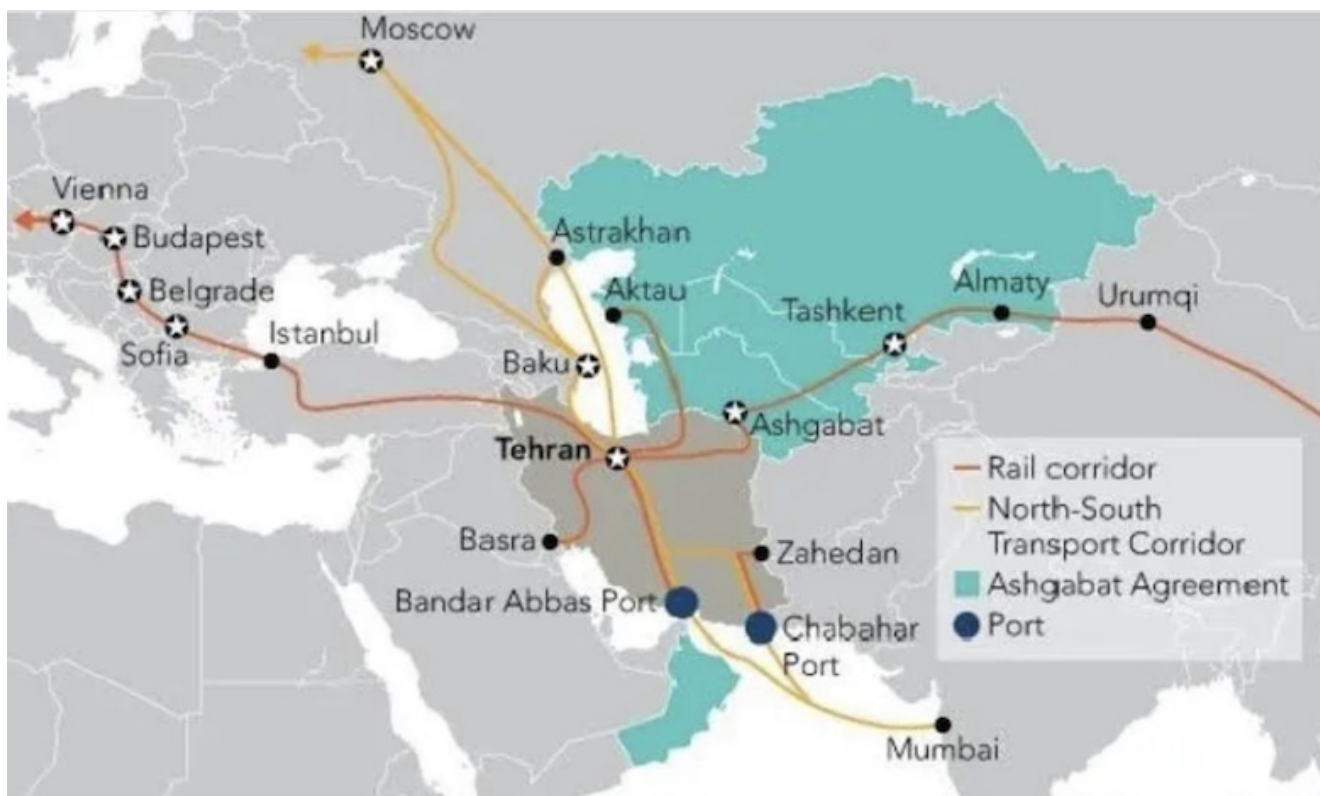 Moscow
Vienna
Budapest
Astrakhan
Belgrade
Aktau
Almaty
Urumqi
Tashkent
Istanbul
Sofia
Baku
Ashgabat
Tehran
Rail corridor
North-South
Transport Corridor
Basra
Zahedan
Ashgabat Agreement
Bandar Abbas Port
Chabahar
Port
Port
Mumbai